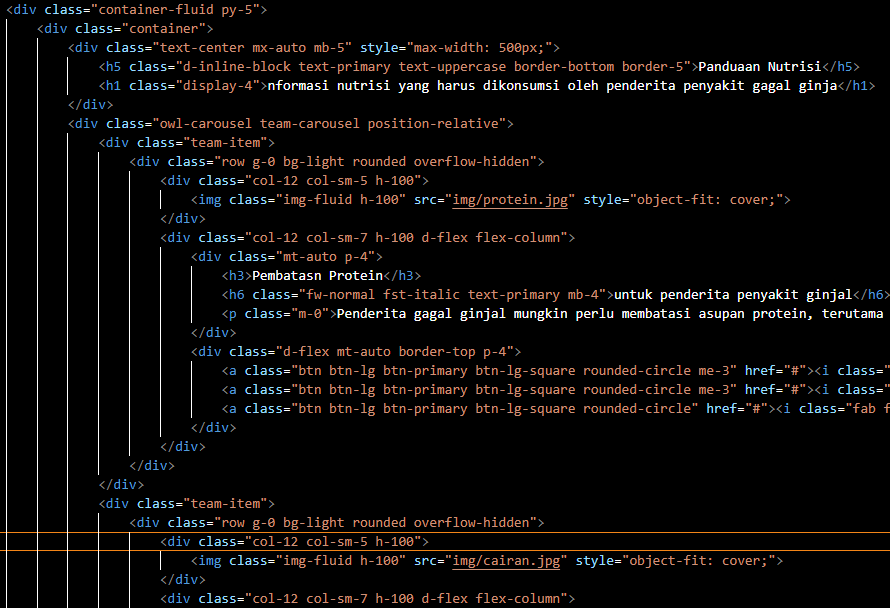 <div class="container-fluid py-5">
<div class="container">
<div class="text-center mx-auto mb-5" style="max-width: 500px;">
<h5 class="d-inline-block text-primary text-uppercase border-bottom border-5">Panduaan Nutrisi</h5>
<h1 class="display-4">nformasi nutrisi yang harus dikonsumsi oleh penderita penyakit gagal ginja</h1>
</div>
<div class="owl-carousel team-carousel position-relative">
<div class="team-item">
<div class="row g-0 bg-light rounded overflow-hidden">
<div class="col-12 col-sm-5 h-100">
<img class="img-fluid h-100" src="img/protein.jpg" style="object-fit: cover;">
</div>
<div class="col-12 col-sm-7 h-100 d-flex flex-column">
<div class="mt-auto p-4">
<h3>Pembatasn Protein</h3>
<h6 class="fw-normal fst-italic text-primary mb-4">untuk penderita penyakit ginjal</h6>
<p class="m-0">Penderita gagal ginjal mungkin perlu membatasi asupan protein, terutama
</div>
<div class="d-flex mt-auto border-top p-4">
<a class="btn btn-lg btn-primary btn-lg-square rounded-circle me-3" href="#"><i class="
<a class="btn btn-lg btn-primary btn-lg-square rounded-circle me-3" href="#"><i class="
<a class="btn btn-lg btn-primary btn-lg-square rounded-circle" href="#"><i class="fab f
</div>
</div>
</div>
</div>
<div class="team-item">
<div class="row g-0 bg-light rounded overflow-hidden">
<div class="col-12 col-sm-5 h-100">
<img class="img-fluid h-100" src="img/cairan.jpg" style="object-fit: cover;">
</div>
<div class="col-12 col-sm-7 h-100 d-flex flex-column">